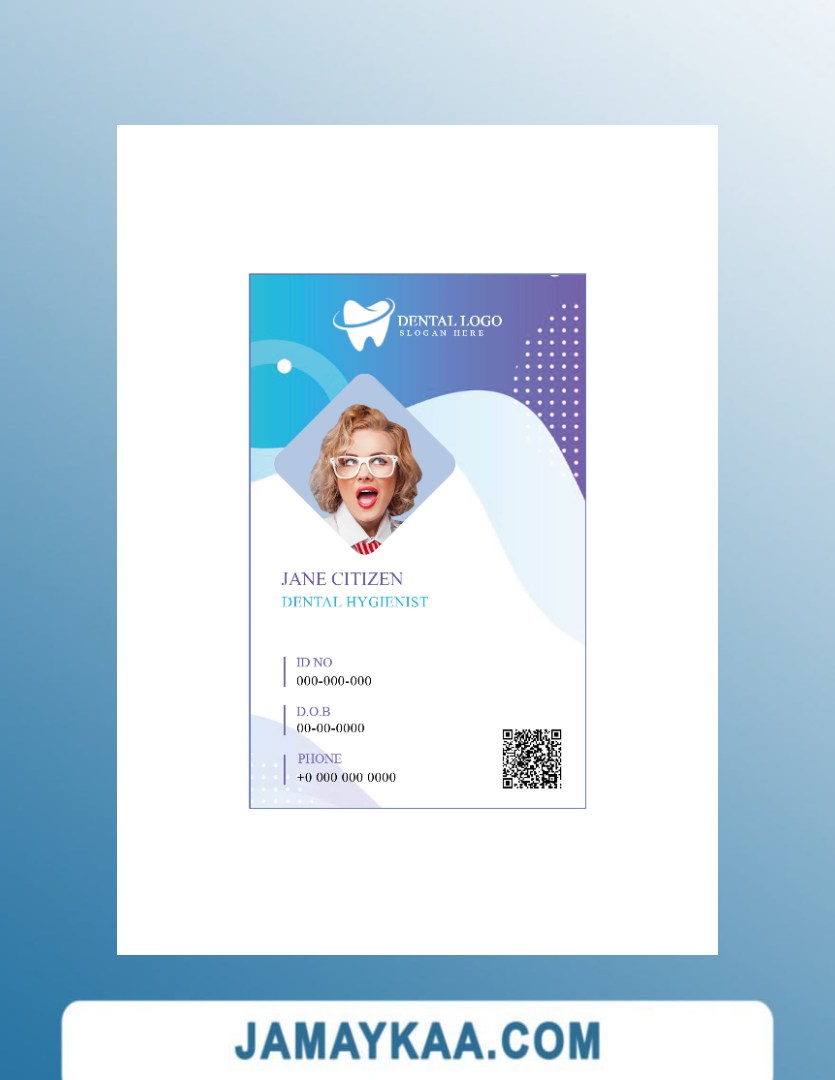 DENTAL LOGO
SLOGAN HERE
JANE CITIZEN
DENTAL HYGIENIST
ID NO
000-000-000
D.O.B
00-00-0000
PHONE
+0 000 000 0000
JAMAYKAA.COM